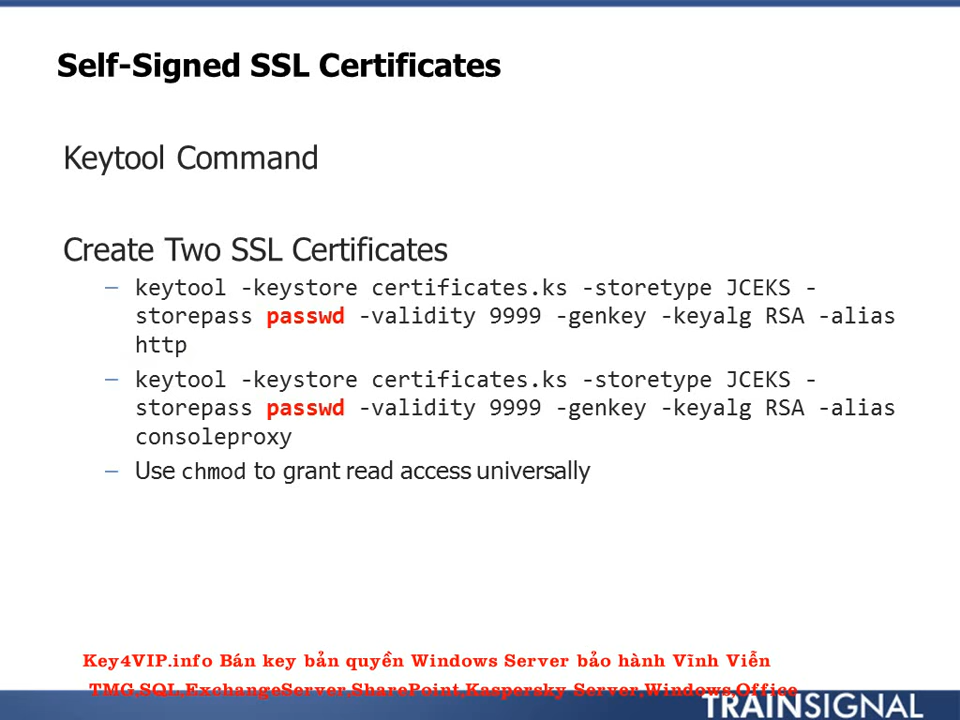 Self-Signed SSL Certificates
Keytool Command
Create Two SSL Certificates
– keytool -keystore certificates.ks -storetype JCEKS -
storepass passwd -validity 9999 -genkey -keyalg RSA -alias
http
– keytool -keystore certificates.ks -storetype JCEKS -
storepass passwd -validity 9999 -genkey -keyalg RSA -alias
consoleproxy
– Use chmod to grant read access universally
Key4VIP.info Bán key bản quyền Windows Server bảo hành Vĩnh Viễn
TMG,SQL,ExchangeServer,SharePoint,Kaspersky Server,Windows,Office
TRAINSIGNAL